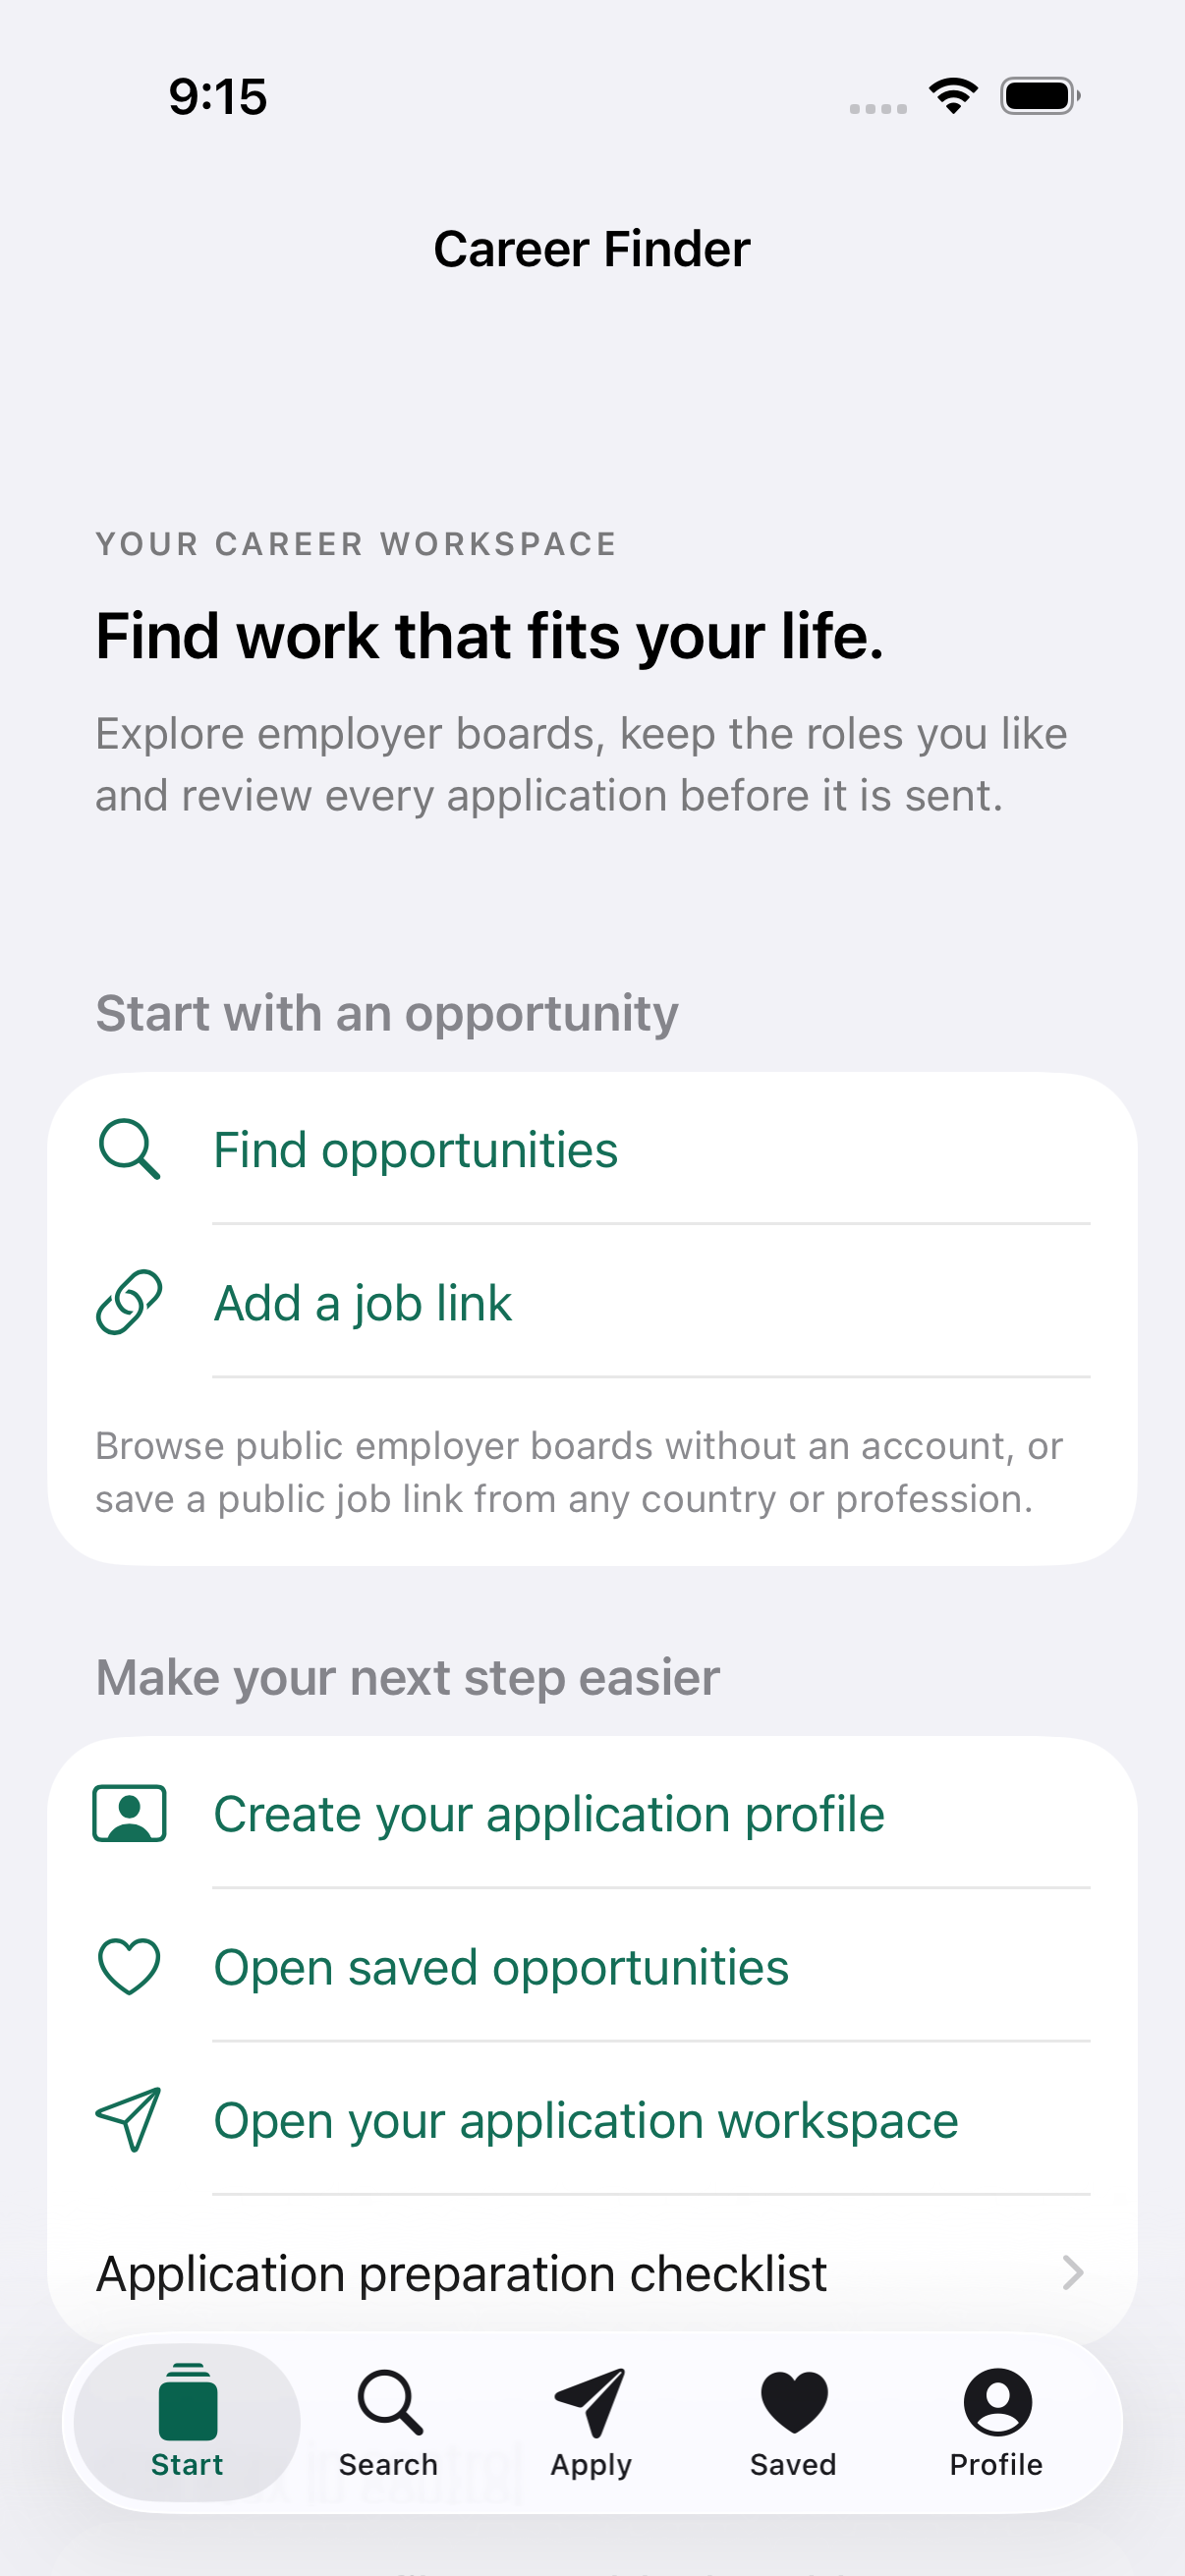 9:15
Career Finder
YOUR CAREER WORKSPACE
Find work that fits your life.
Explore employer boards, keep the roles you like
and review every application before it is sent.
Start with an opportunity
Find opportunities
Add a job link
Browse public employer boards without an account, or
save a public job link from any country or profession.
Make your next step easier
Create your application profile
Open saved opportunities
Open your application workspace
Application preparation checklist
Start
Search
Apply
Saved
Profile